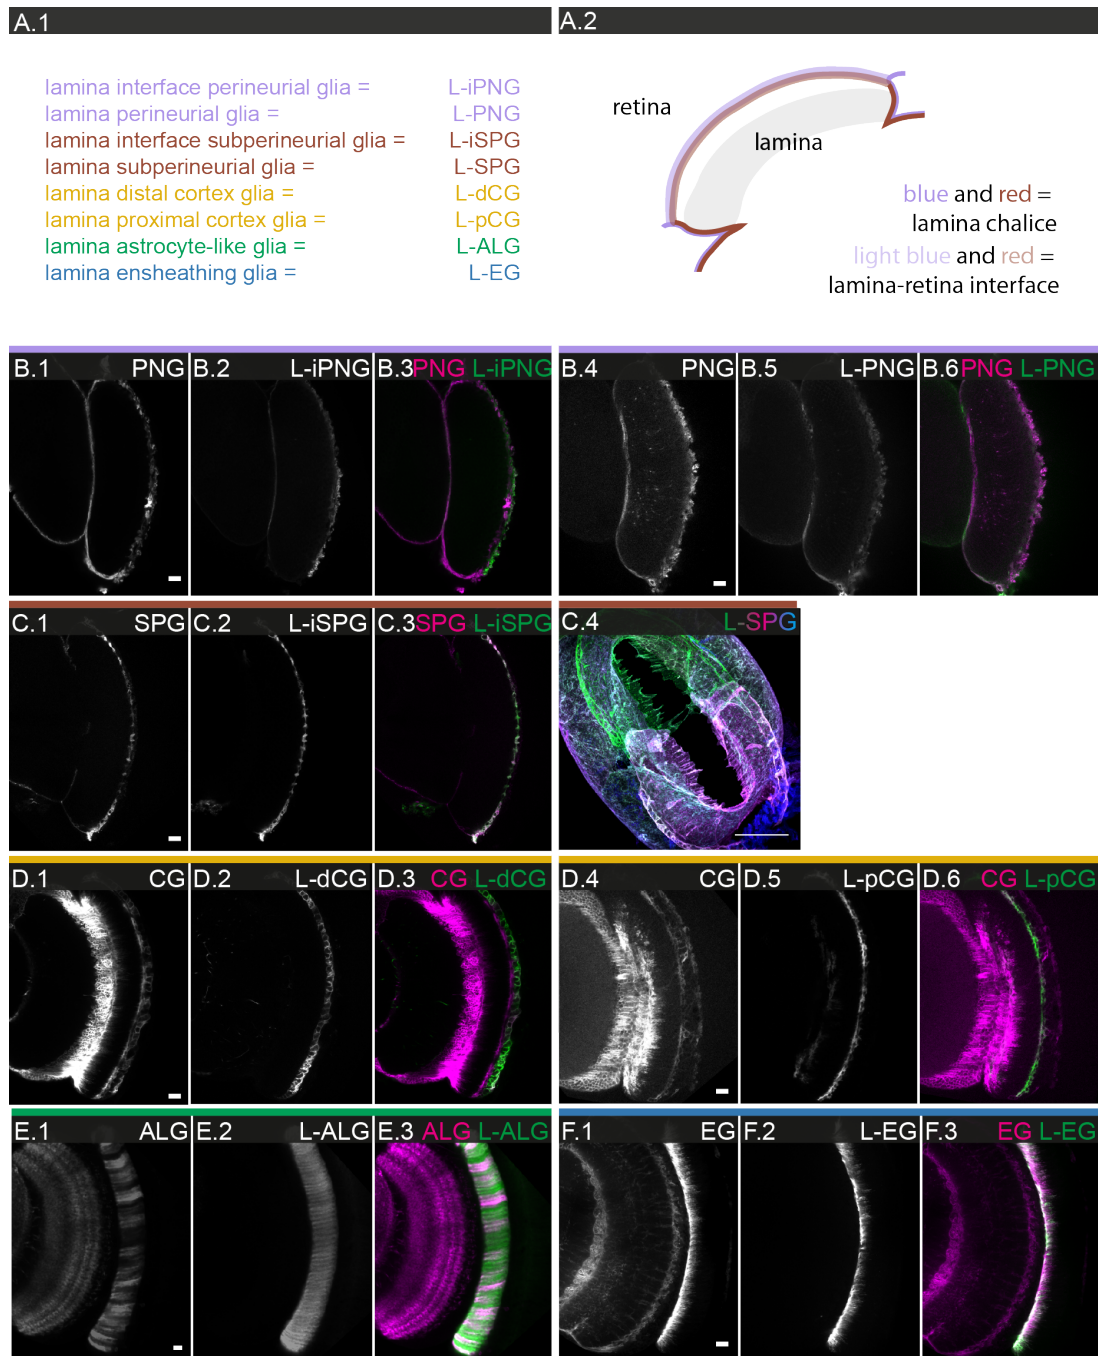 A.1
lamina interface perineurial glia = L-iPNG
lamina perineurial glia = L-PNG
lamina interface subperineurial glia = L-iSPG
lamina subperineurial glia = L-SPG
lamina distal cortex glia = L-dCG
lamina proximal cortex glia = L-pCG
lamina astrocyte-like glia = L-ALG
lamina ensheathing glia = L-EG
A.2
retina
lamina
blue and red =
lamina chalice
light blue and red =
lamina-retina interface
B.1 PNG
B.2 L-iPNG
B.3 PNG L-iPNG
B.4 PNG
B.5 L-PNG
B.6 PNG L-PNG
C.1 SPG
C.2 L-iSPG
C.3 SPG L-iSPG
C.4 L-SPG
D.1 CG
D.2 L-dCG
D.3 CG L-dCG
D.4 CG
D.5 L-pCG
D.6 CG L-pCG
E.1 ALG
E.2 L-ALG
E.3 ALG L-ALG
F.1 EG
F.2 L-EG
F.3 EG L-EG